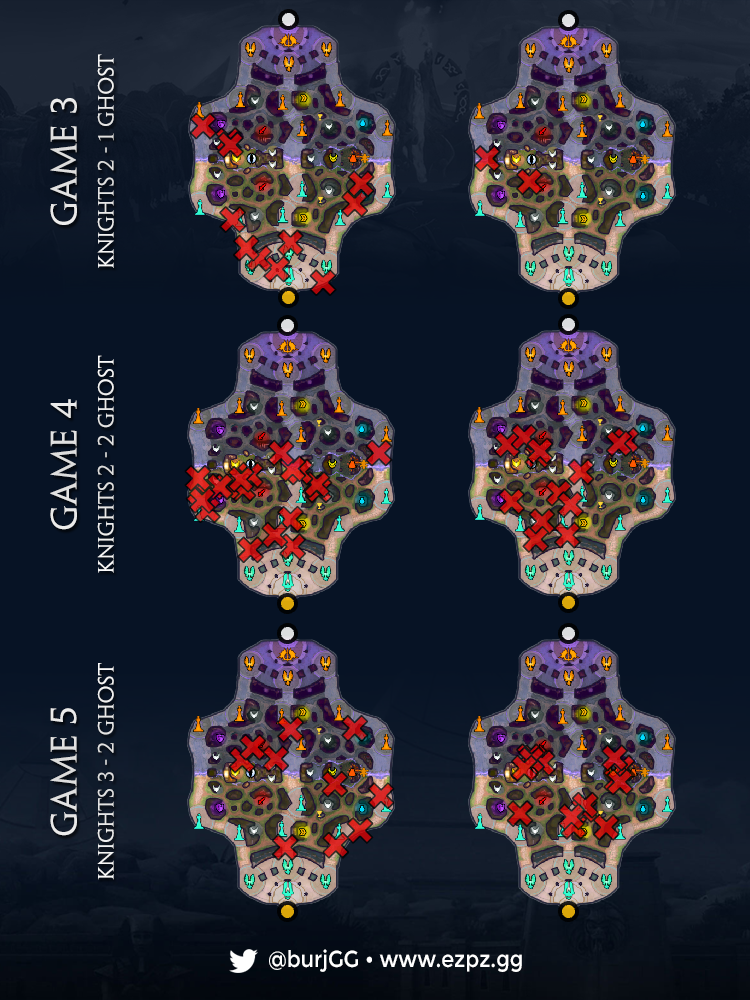 GAME 3
KNIGHTS 2 - 1 GHOST
GAME 4
KNIGHTS 2 - 2 GHOST
GAME 5
KNIGHTS 3 - 2 GHOST
@burjGG • www.ezpz.gg